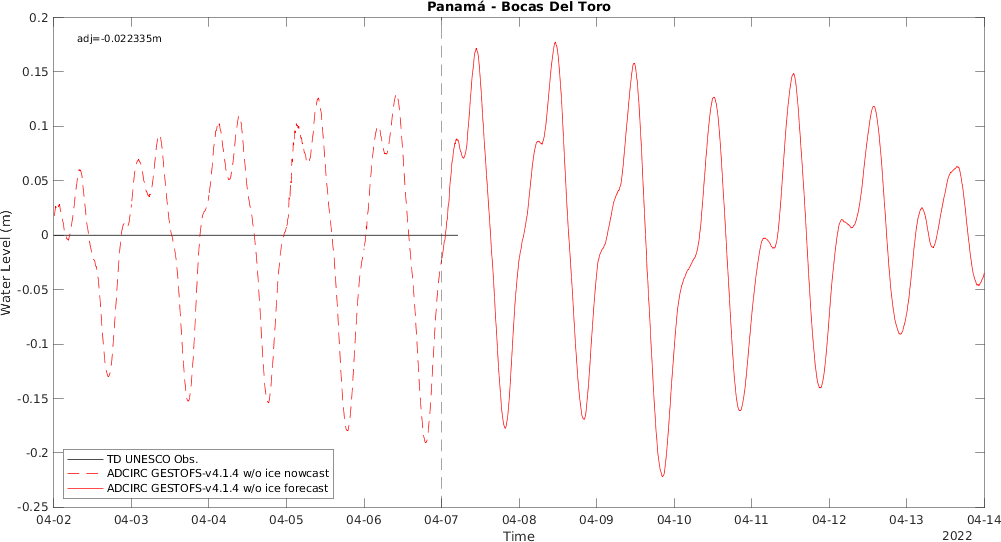 Panamá - Bocas Del Toro
adj=-0.022335m
0.2
0.15
0.1
0.05
0
-0.05
-0.1
-0.15
-0.2
-0.25
Water Level (m)
TD UNESCO Obs.
ADCIRC GESTOFS-v4.1.4 w/o ice nowcast
ADCIRC GESTOFS-v4.1.4 w/o ice forecast
04-02 04-03 04-04 04-05 04-06 04-07 04-08 04-09 04-10 04-11 04-12 04-13 04-14
Time
2022